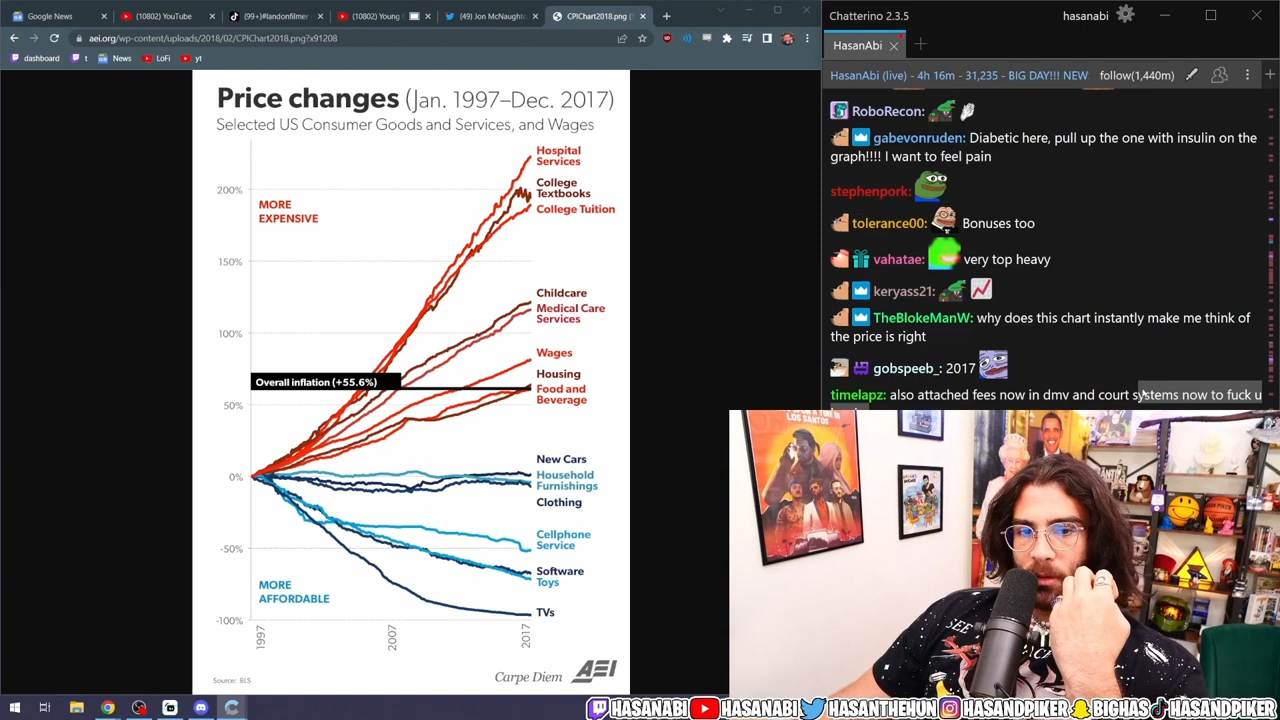 Google News
(10802) YouTube
(99+)#landonfilmer
(10802) Young
(49) Jon McNaught
CPIChart2018.png
aei.org/wp-content/uploads/2018/02/CPIChart2018.png?x91208
dashboard
t
News
LoFi
yt
Price changes (Jan. 1997–Dec. 2017)
Selected US Consumer Goods and Services, and Wages
200%
150%
100%
50%
0%
-50%
-100%
MORE
EXPENSIVE
Overall inflation (+55.6%)
MORE
AFFORDABLE
Hospital
Services
College
Textbooks
College Tuition
Childcare
Medical Care
Services
Wages
Housing
Food and
Beverage
New Cars
Household
Furnishings
Clothing
Cellphone
Service
Software
Toys
TVs
1997
2007
2017
Source: BLS
Carpe Diem AEI
Chatterino 2.3.5
hasanabi
HasanAbi
HasanAbi (live) - 4h 16m - 31,235 - BIG DAY!!! NEW
follow(1,440m)
RoboRecon:
gabevonruden: Diabetic here, pull up the one with insulin on the
graph!!!! I want to feel pain
stephenpork:
tolerance00: Bonuses too
vahatae: very top heavy
keryass21:
TheBlokeManW: why does this chart instantly make me think of
the price is right
gobspeeb_: 2017
timelapz: also attached fees now in dmv and court systems now to fuck u
LOS SANTOS
HASANABI
HASANABI
HASANTHEHUN
HASANDPIKER
BIGHAS
HASANDPIKER